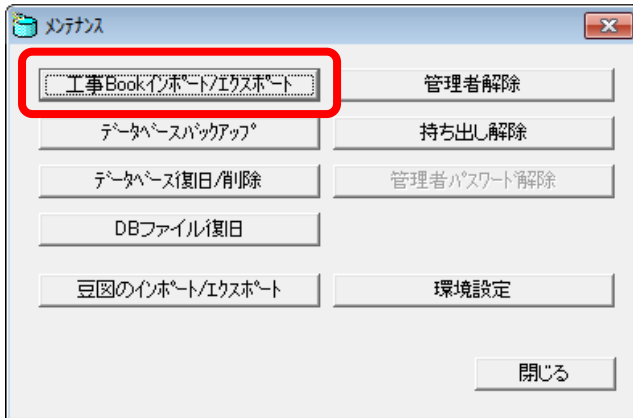 ﾒﾝﾃﾅﾝｽ
工事Bookｲﾝﾎﾟｰﾄ/ｴｸｽﾎﾟｰﾄ
管理者解除
ﾃﾞｰﾀﾍﾞｰｽﾊﾞｯｸｱｯﾌﾟ
持ち出し解除
ﾃﾞｰﾀﾍﾞｰｽ復旧/削除
管理者ﾊﾟｽﾜｰﾄﾞ解除
DBファイル復旧
豆図のｲﾝﾎﾟｰﾄ/ｴｸｽﾎﾟｰﾄ
環境設定
閉じる